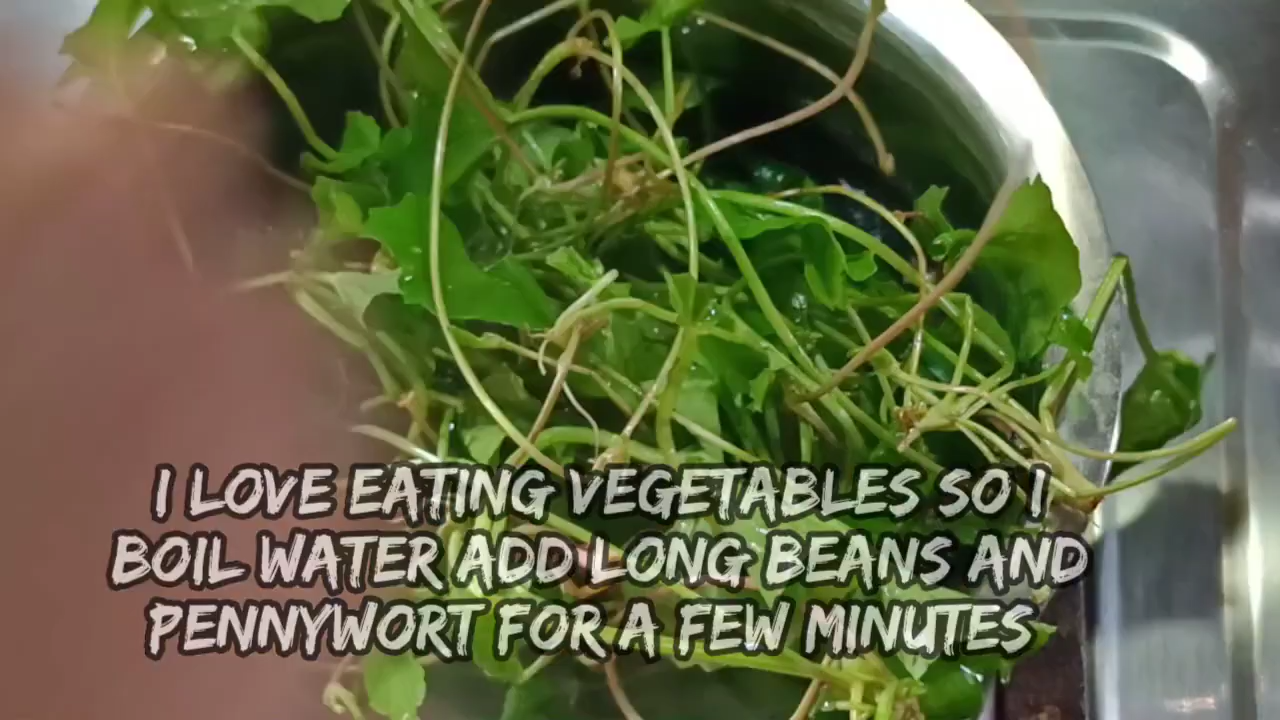 I LOVE EATING VEGETABLES SO I
BOIL WATER ADD LONG BEANS AND
PENNYWORT FOR A FEW MINUTES